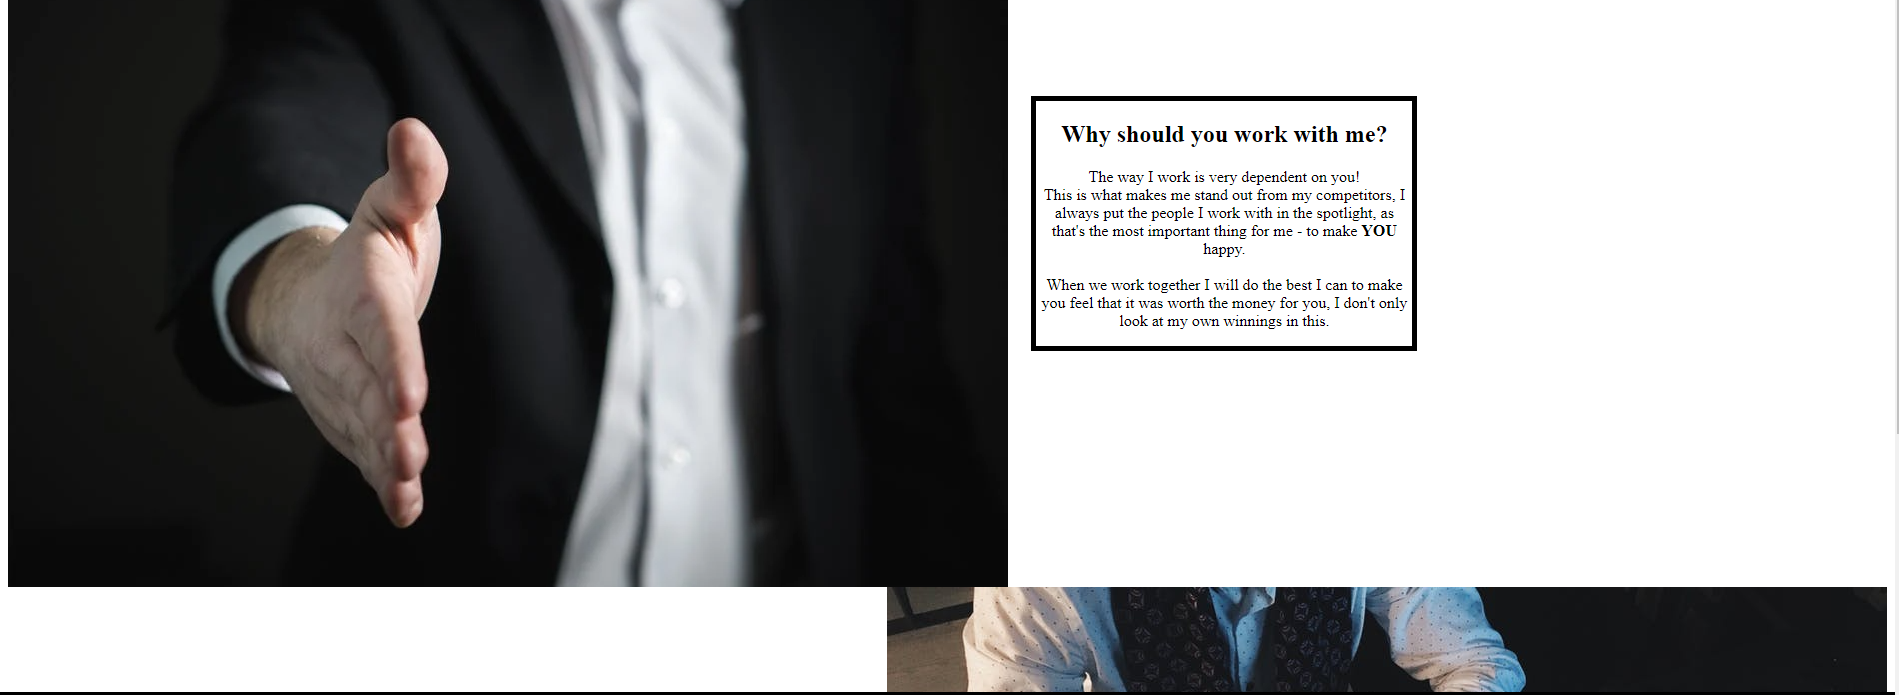 Why should you work with me?
The way I work is very dependent on you!
This is what makes me stand out from my competitors, I
always put the people I work with in the spotlight, as
that's the most important thing for me - to make YOU
happy.
When we work together I will do the best I can to make
you feel that it was worth the money for you, I don't only
look at my own winnings in this.